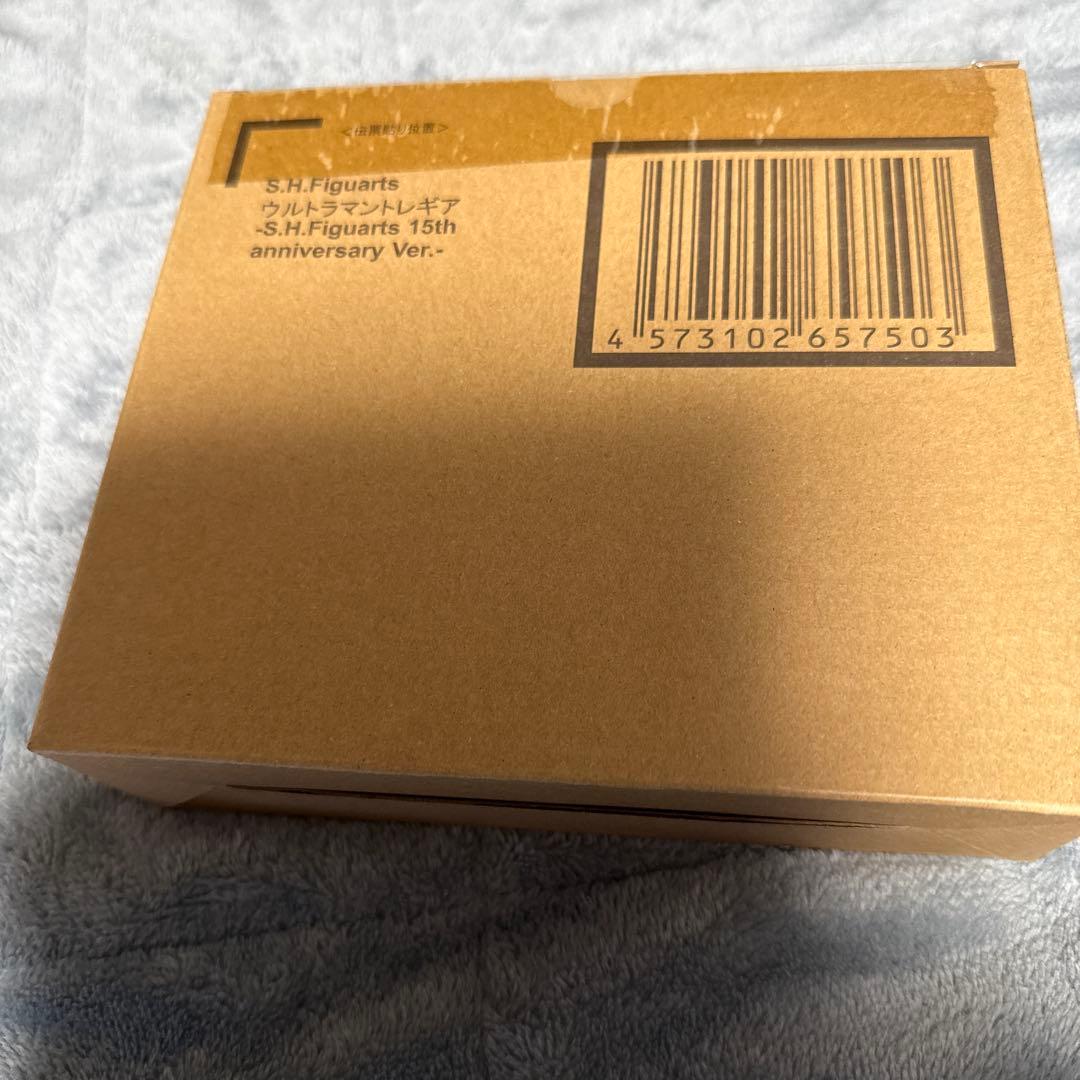 <伝票貼り位置>
S.H.Figuarts
ウルトラマントレギア
-S.H.Figuarts 15th
anniversary Ver.-
4 573102 657503